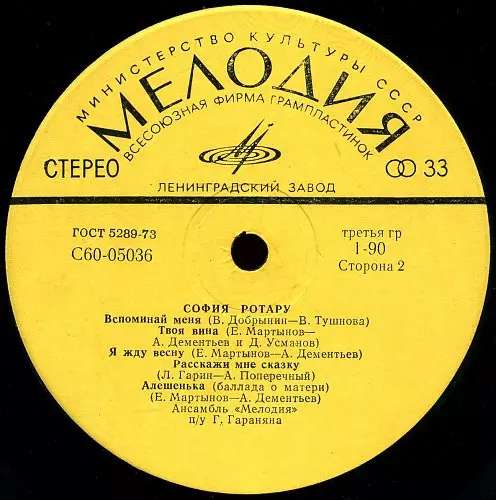 МИНИСТЕРСТВО КУЛЬТУРЫ СССР
МЕЛОДИЯ
ВСЕСОЮЗНАЯ ФИРМА ГРАМПЛАСТИНОК
СТЕРЕО
33
ЛЕНИНГРАДСКИЙ ЗАВОД
ГОСТ 5289-73
третья гр
С60-05036
1-90
Сторона 2
СОФИЯ РОТАРУ
Вспоминай меня (В. Добрынин—В. Тушнова)
Твоя вина (Е. Мартынов—
А. Дементьев и Д. Усманов)
Я жду весну (Е. Мартынов—А. Дементьев)
Расскажи мне сказку
(Л. Гарин—А. Поперечный)
Алешенька (баллада о матери)
(Е. Мартынов—А. Дементьев)
Ансамбль «Мелодия»
п/у Г, Гараняна